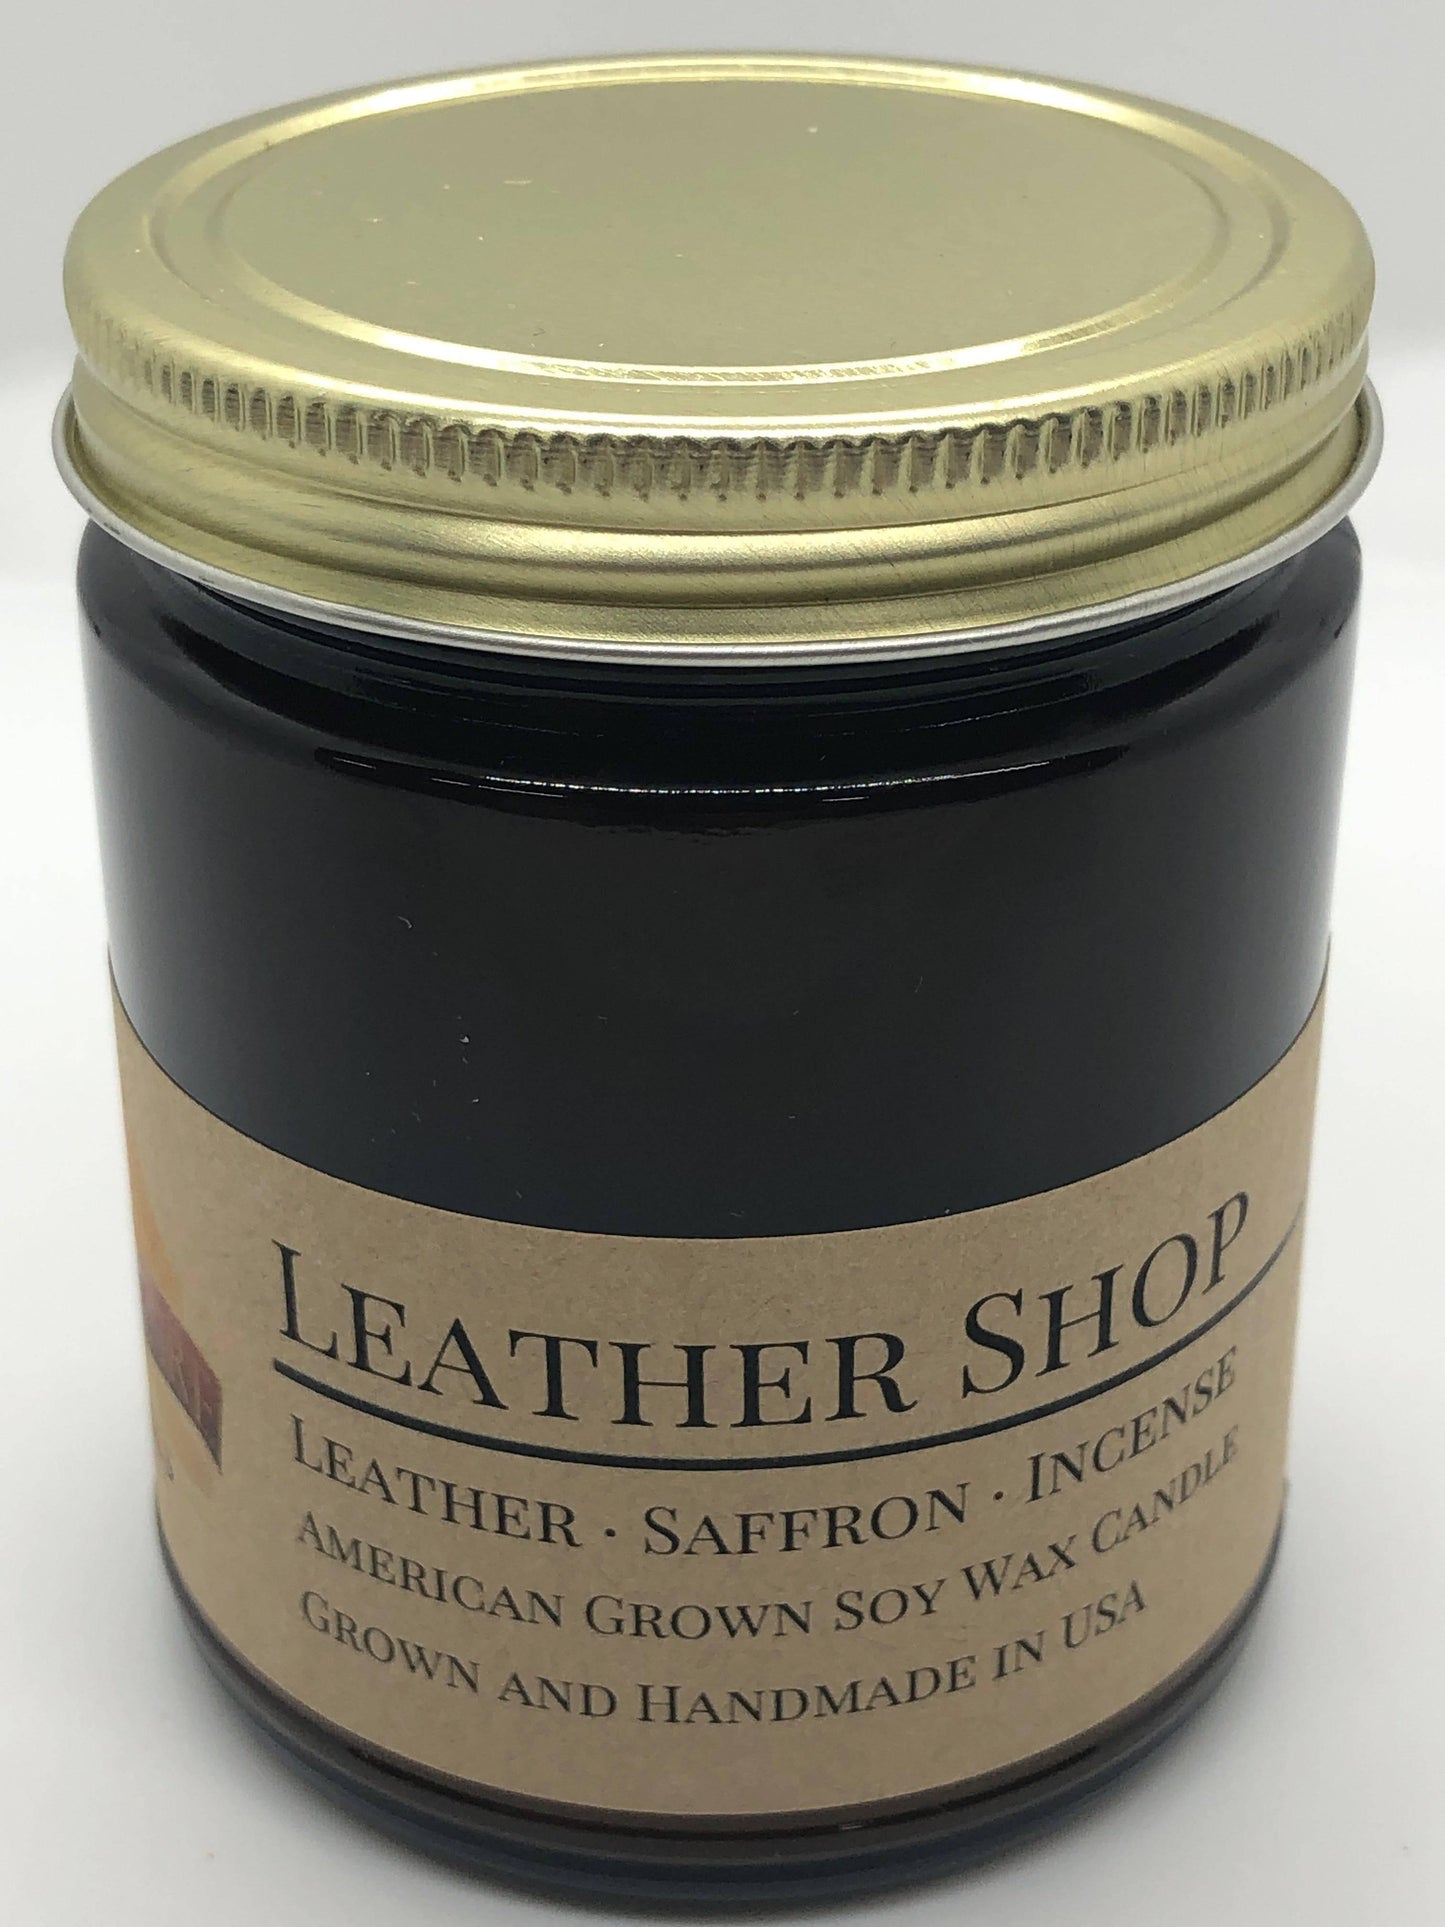 Leather Shop
Leather · Saffron · Incense
American Grown Soy Wax Candle
Grown and Handmade in USA